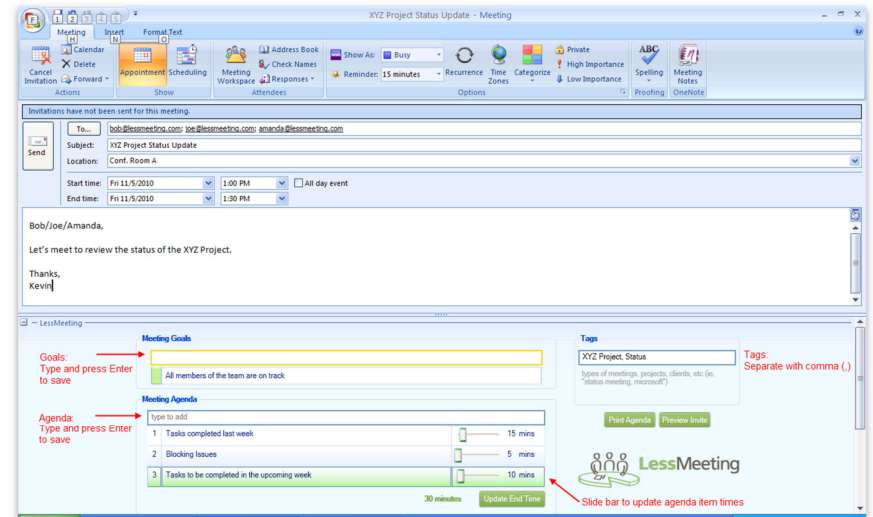 XYZ Project Status Update - Meeting
1 2 3 4 5
Meeting Insert Format Text
H N O
Calendar
Delete
Forward
Cancel Invitation
Actions
Appointment Scheduling
Show
Meeting Workspace
Address Book
Check Names
Responses
Attendees
Show As: Busy
Reminder: 15 minutes
Recurrence
Time Zones
Categorize
Private
High Importance
Low Importance
Options
ABC
Spelling
Proofing
Meeting Notes
OneNote
Invitations have not been sent for this meeting.
Send
To... bob@lessmeeting.com; joe@lessmeeting.com; amanda@lessmeeting.com
Subject: XYZ Project Status Update
Location: Conf. Room A
Start time: Fri 11/5/2010 1:00 PM All day event
End time: Fri 11/5/2010 1:30 PM
Bob/Joe/Amanda,
Let's meet to review the status of the XYZ Project.
Thanks,
Kevin
LessMeeting
Goals:
Type and press Enter
to save
Meeting Goals
All members of the team are on track
Agenda:
Type and press Enter
to save
Meeting Agenda
type to add
1 Tasks completed last week 15 mins
2 Blocking Issues 5 mins
3 Tasks to be completed in the upcoming week 10 mins
30 minutes Update End Time
Tags
XYZ Project, Status
types of meetings, projects, clients, etc (ie,
"status meeting, microsoft")
Tags:
Separate with comma (,)
Print Agenda Preview Invite
LessMeeting
Slide bar to update agenda item times